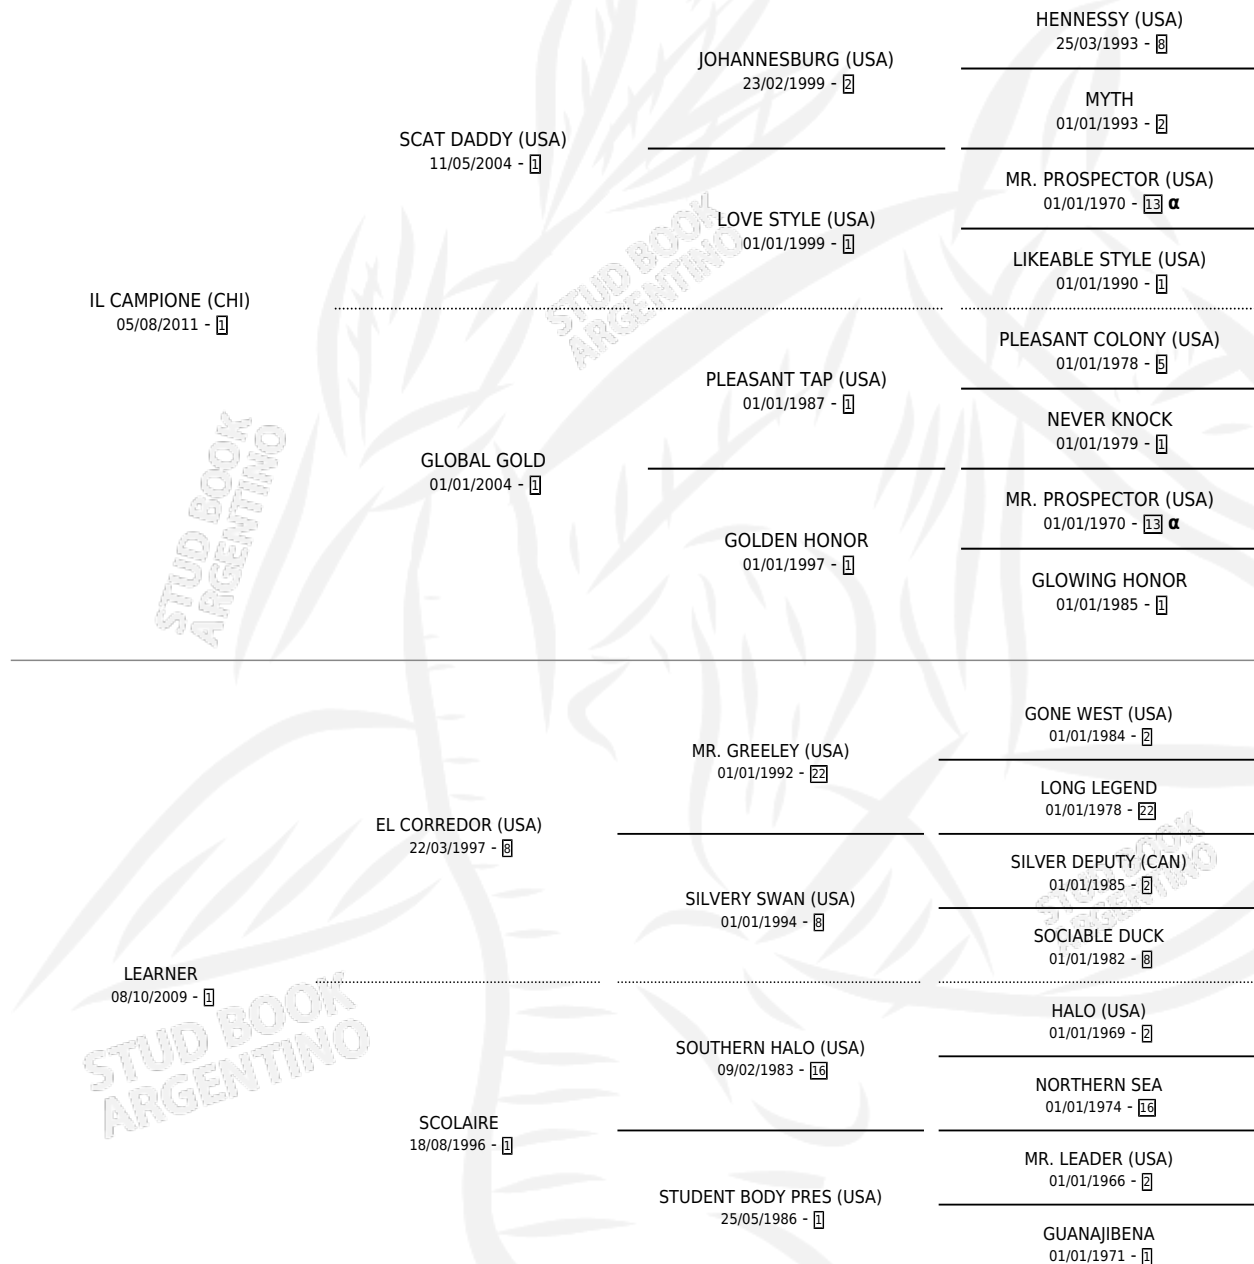 HENNESSY (USA)
25/03/1993 - 8
JOHANNESBURG (USA)
23/02/1999 - 2
MYTH
01/01/1993 - 2
SCAT DADDY (USA)
11/05/2004 - 1
MR. PROSPECTOR (USA)
01/01/1970 - 13 α
LOVE STYLE (USA)
01/01/1999 - 1
LIKEABLE STYLE (USA)
01/01/1990 - 1
STUD BOOK
ARGENTINO
IL CAMPIONE (CHI)
05/08/2011 - 1
PLEASANT COLONY (USA)
01/01/1978 - 5
PLEASANT TAP (USA)
01/01/1987 - 1
NEVER KNOCK
01/01/1979 - 1
GLOBAL GOLD
01/01/2004 - 1
MR. PROSPECTOR (USA)
01/01/1970 - 13 α
GOLDEN HONOR
01/01/1997 - 1
GLOWING HONOR
01/01/1985 - 1
STUD BOOK
ARGENTINO
GONE WEST (USA)
01/01/1984 - 2
MR. GREELEY (USA)
01/01/1992 - 22
LONG LEGEND
01/01/1978 - 22
EL CORREDOR (USA)
22/03/1997 - 8
SILVER DEPUTY (CAN)
01/01/1985 - 2
SILVERY SWAN (USA)
01/01/1994 - 8
SOCIABLE DUCK
01/01/1982 - 8
STUD BOOK
ARGENTINO
LEARNER
08/10/2009 - 1
HALO (USA)
01/01/1969 - 2
SOUTHERN HALO (USA)
09/02/1983 - 16
NORTHERN SEA
01/01/1974 - 16
STUD BOOK
ARGENTINO
SCOLAIRE
18/08/1996 - 1
MR. LEADER (USA)
01/01/1966 - 2
STUDENT BODY PRES (USA)
25/05/1986 - 1
GUANAJIBENA
01/01/1971 - 1